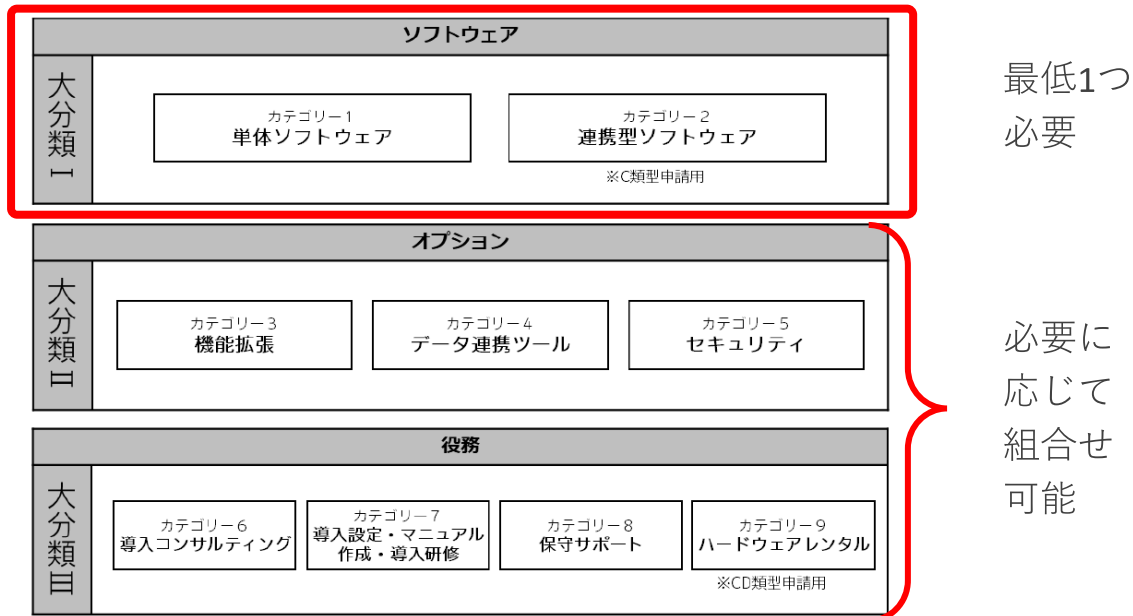 ソフトウェア
大分類Ⅰ
カテゴリー1
単体ソフトウェア
カテゴリー2
連携型ソフトウェア
※C類型申請用
最低1つ
必要
オプション
大分類Ⅱ
カテゴリー3
機能拡張
カテゴリー4
データ連携ツール
カテゴリー5
セキュリティ
役務
大分類Ⅲ
カテゴリー6
導入コンサルティング
カテゴリー7
導入設定・マニュアル
作成・導入研修
カテゴリー8
保守サポート
カテゴリー9
ハードウェアレンタル
※CD類型申請用
必要に
応じて
組合せ
可能